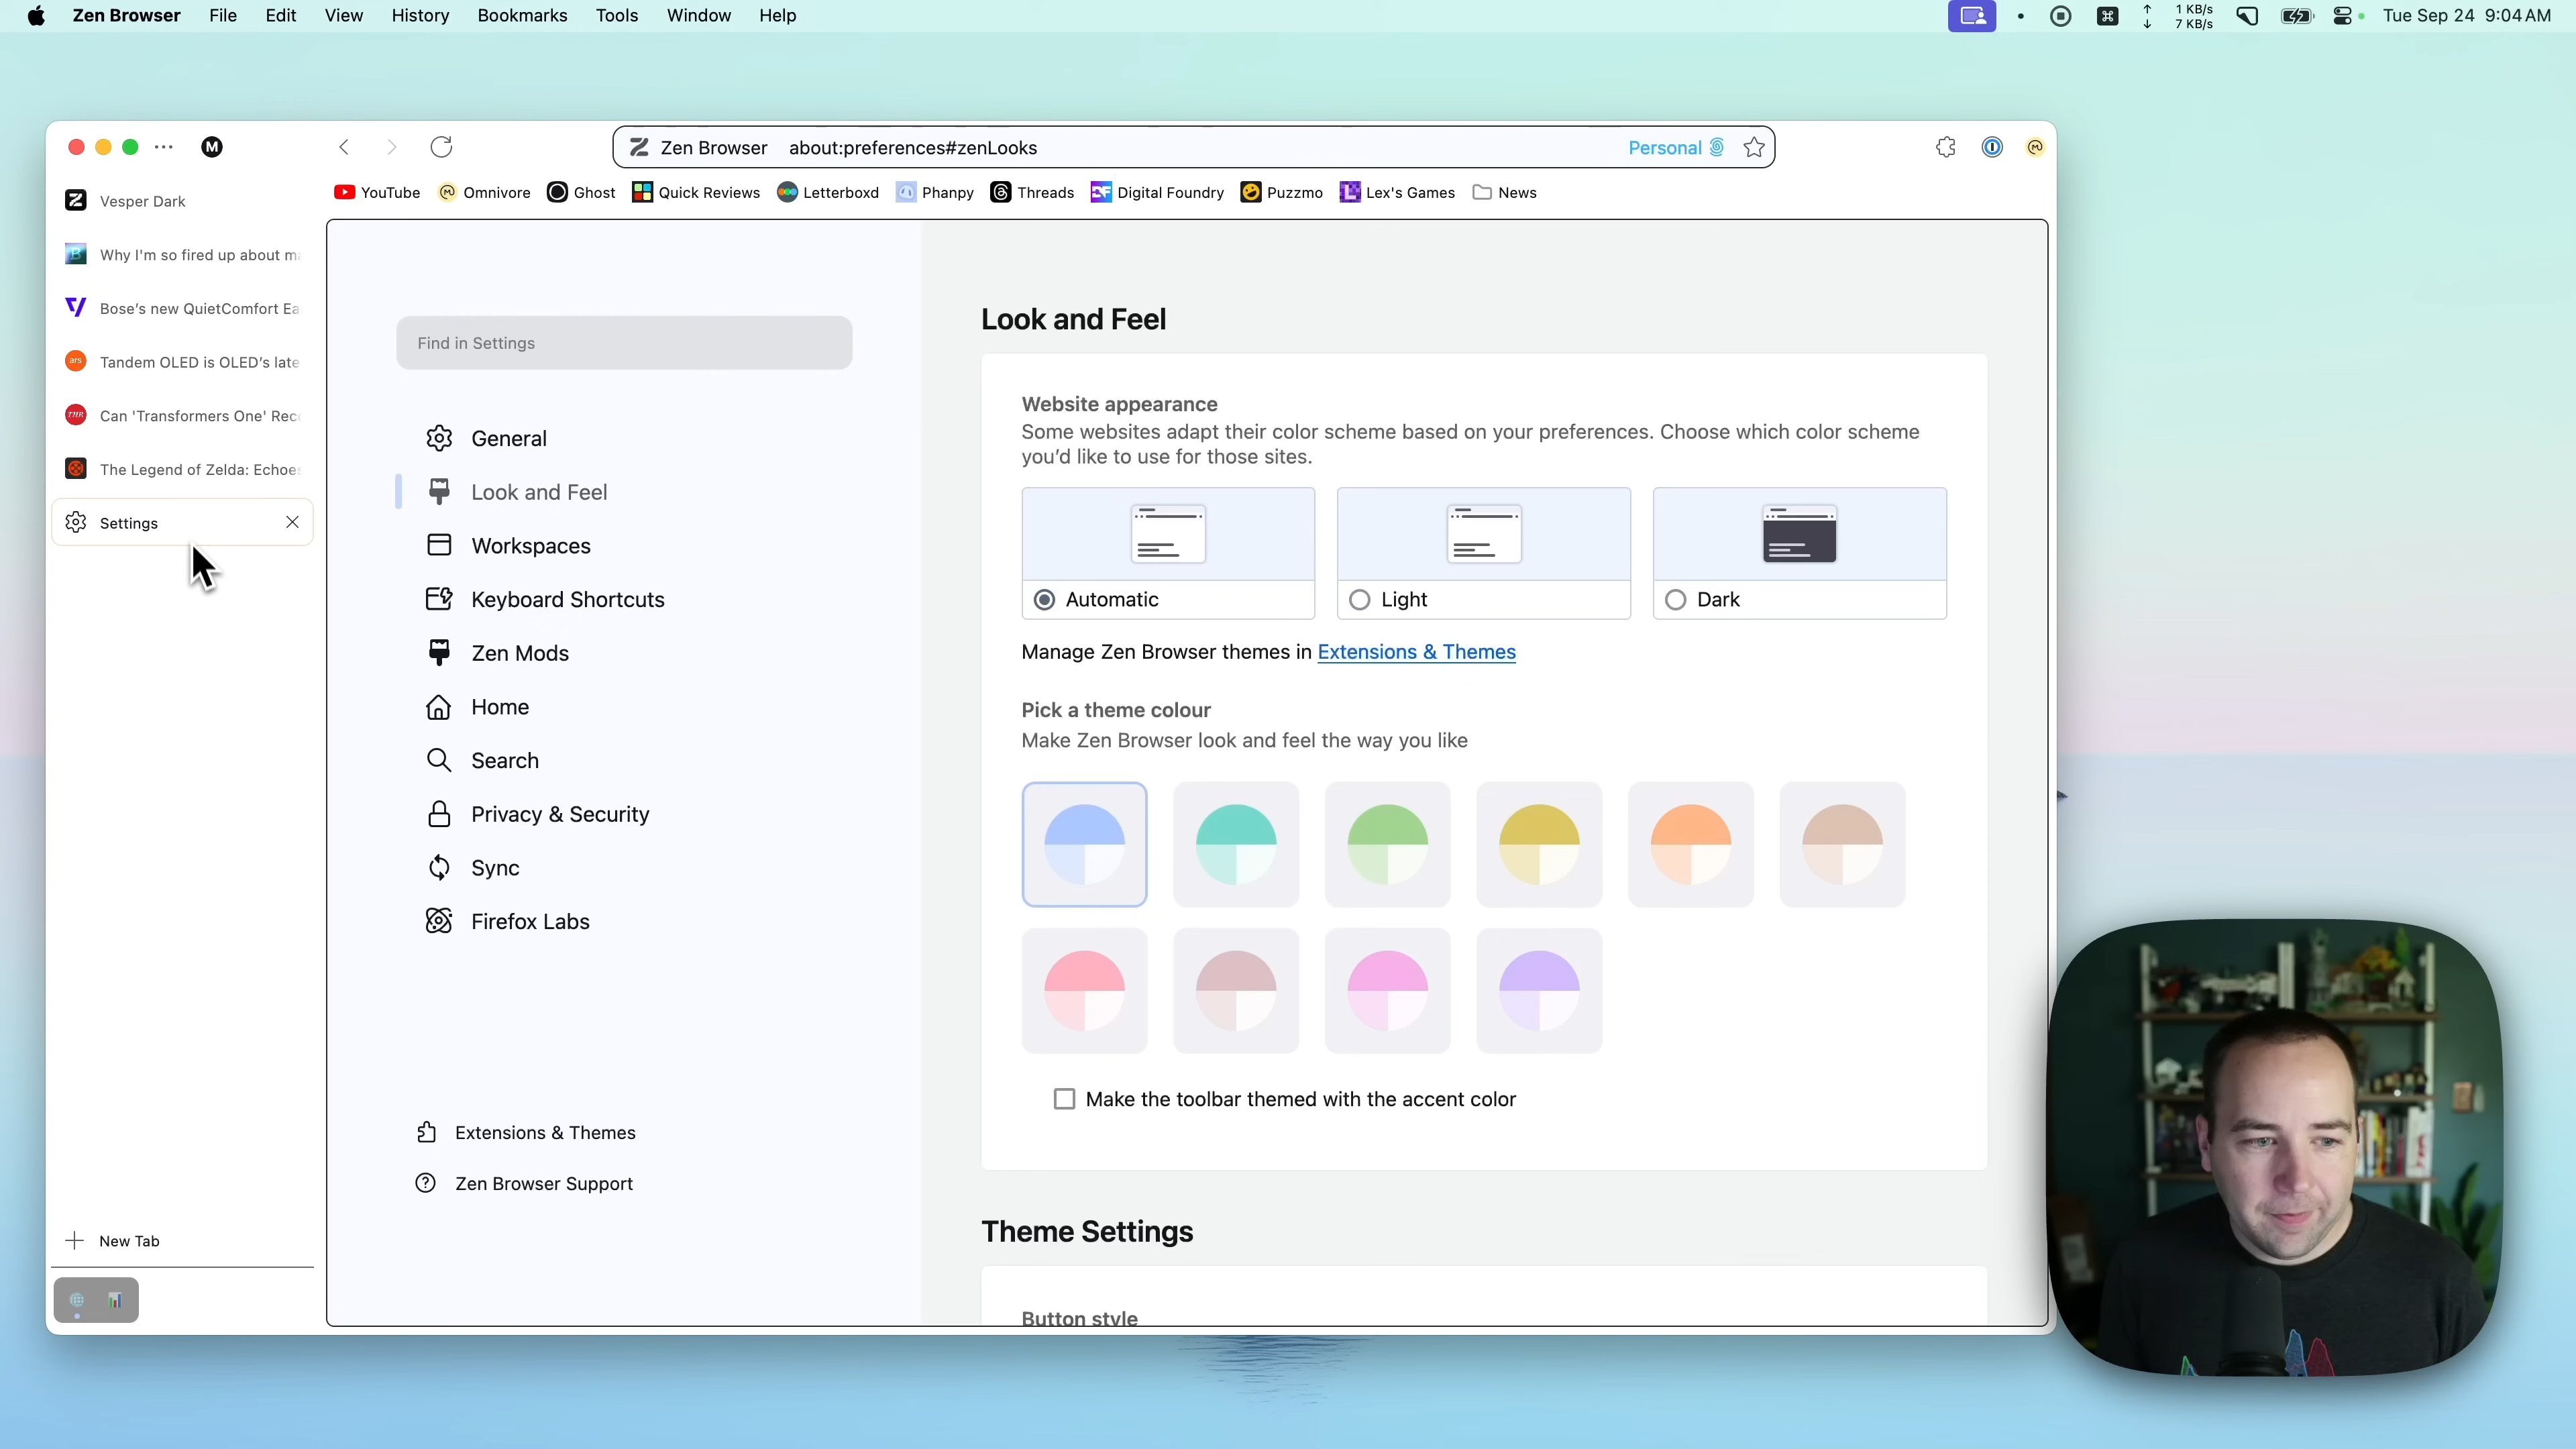 Zen Browser File Edit View History Bookmarks Tools Window Help
1 KB/s
7 KB/s
Tue Sep 24 9:04 AM
M
Zen Browser about:preferences#zenLooks Personal
YouTube Omnivore Ghost Quick Reviews Letterboxd Phanpy Threads Digital Foundry Puzzmo Lex's Games News
Vesper Dark
Why I'm so fired up about ma
Bose's new QuietComfort Ea
ars Tandem OLED is OLED's late
THR Can 'Transformers One' Rec
The Legend of Zelda: Echoes
Settings
New Tab
Find in Settings
General
Look and Feel
Workspaces
Keyboard Shortcuts
Zen Mods
Home
Search
Privacy & Security
Sync
Firefox Labs
Extensions & Themes
Zen Browser Support
Look and Feel
Website appearance
Some websites adapt their color scheme based on your preferences. Choose which color scheme
you'd like to use for those sites.
Automatic Light Dark
Manage Zen Browser themes in Extensions & Themes
Pick a theme colour
Make Zen Browser look and feel the way you like
Make the toolbar themed with the accent color
Theme Settings
Button style